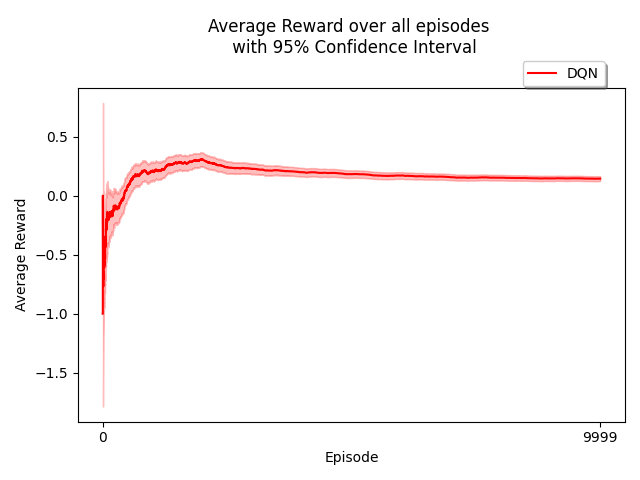 Average Reward over all episodes
with 95% Confidence Interval
DQN
0.5
0.0
−0.5
−1.0
−1.5
Average Reward
0
9999
Episode